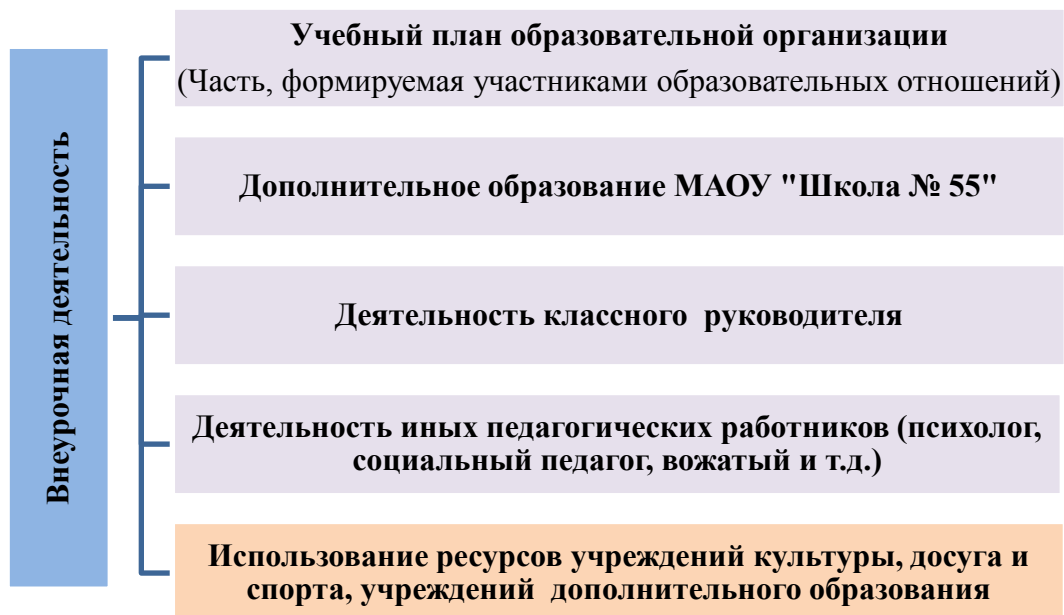 Внеурочная деятельность
Учебный план образовательной организации
(Часть, формируемая участниками образовательных отношений)
Дополнительное образование МАОУ "Школа № 55"
Деятельность классного руководителя
Деятельность иных педагогических работников (психолог,
социальный педагог, вожатый и т.д.)
Использование ресурсов учреждений культуры, досуга и
спорта, учреждений дополнительного образования